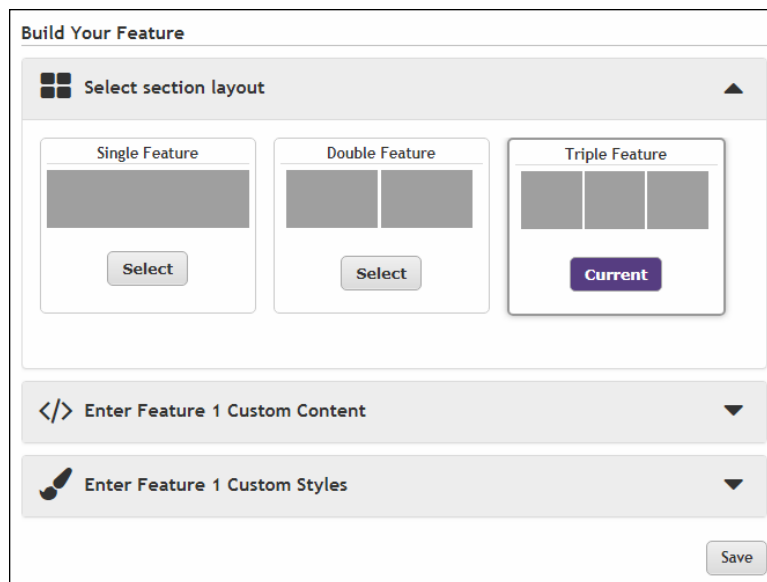 Build Your Feature
Select section layout
Single Feature
Double Feature
Triple Feature
Select
Select
Current
</> Enter Feature 1 Custom Content
Enter Feature 1 Custom Styles
Save